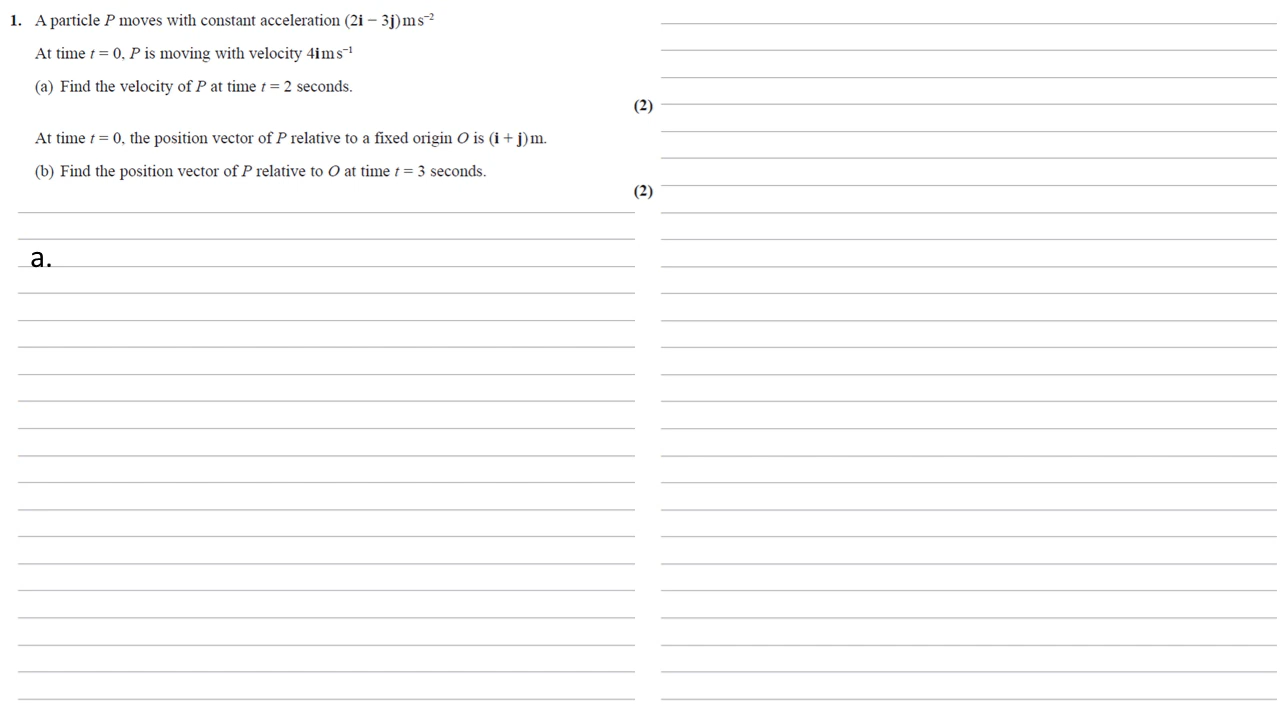 1. A particle P moves with constant acceleration (2i − 3j) m s⁻²
At time t = 0, P is moving with velocity 4i m s⁻¹
(a) Find the velocity of P at time t = 2 seconds.
(2)
At time t = 0, the position vector of P relative to a fixed origin O is (i + j) m.
(b) Find the position vector of P relative to O at time t = 3 seconds.
(2)
a.